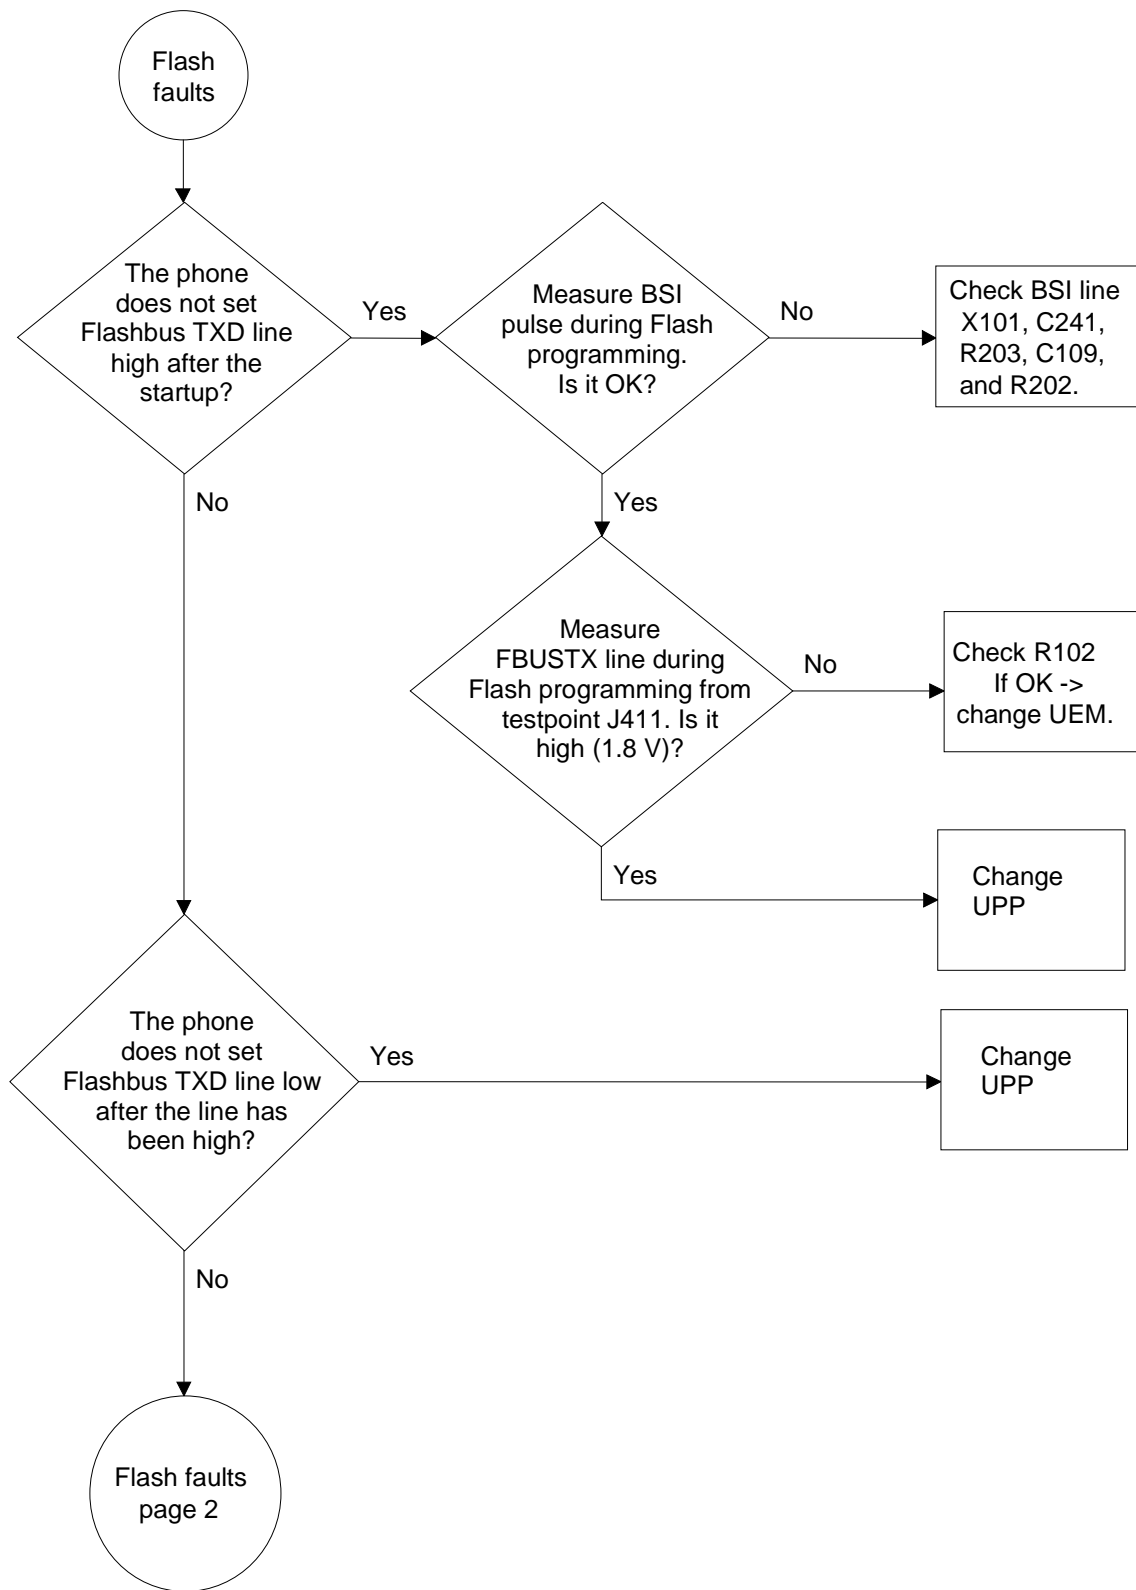 Flash
faults
The phone
does not set
Flashbus TXD line
high after the
startup?
Yes
Measure BSI
pulse during Flash
programming.
Is it OK?
No
Check BSI line
X101, C241,
R203, C109,
and R202.
No
Yes
Measure
FBUSTX line during
Flash programming from
testpoint J411. Is it
high (1.8 V)?
No
Check R102
If OK ->
change UEM.
Yes
Change
UPP
The phone
does not set
Flashbus TXD line low
after the line has
been high?
Yes
Change
UPP
No
Flash faults
page 2